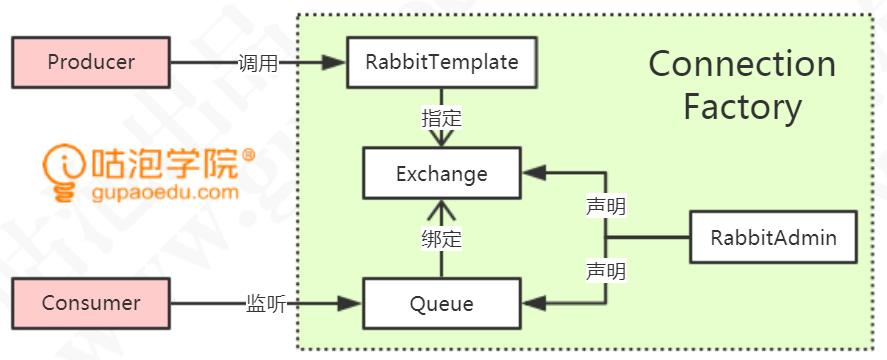 Producer
调用
RabbitTemplate
Connection
Factory
指定
咕泡学院®
gupaoedu.com
Exchange
声明
绑定
RabbitAdmin
声明
Consumer
监听
Queue